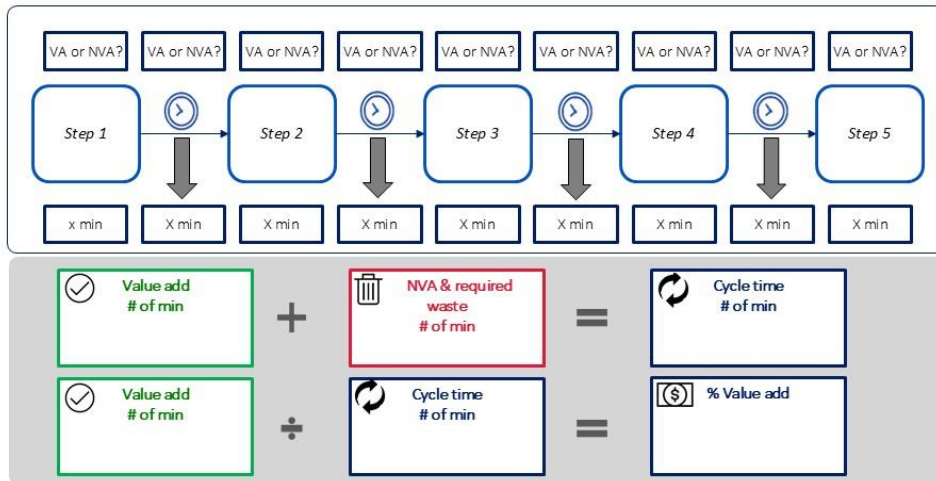 VA or NVA? VA or NVA? VA or NVA? VA or NVA? VA or NVA? VA or NVA? VA or NVA? VA or NVA? VA or NVA?
Step 1 Step 2 Step 3 Step 4 Step 5
x min X min X min X min X min X min X min X min X min
Value add
# of min
+
NVA & required
waste
# of min
=
Cycle time
# of min
Value add
# of min
÷
Cycle time
# of min
=
% Value add